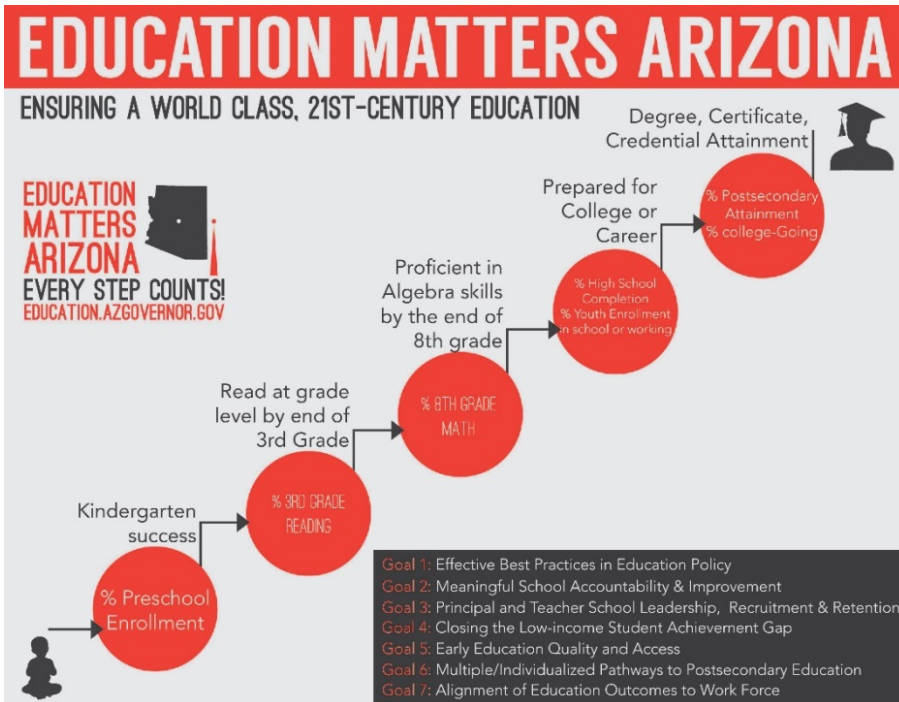 EDUCATION MATTERS ARIZONA
ENSURING A WORLD CLASS, 21ST-CENTURY EDUCATION
EDUCATION
MATTERS
ARIZONA
EVERY STEP COUNTS!
EDUCATION.AZGOVERNOR.GOV
Degree, Certificate,
Credential Attainment
% Postsecondary
Attainment
% college-Going
Prepared for
College or
Career
% High School
Completion
% Youth Enrollment
in school or working
Proficient in
Algebra skills
by the end of
8th grade
% 8TH GRADE
MATH
Read at grade
level by end of
3rd Grade
% 3RD GRADE
READING
Kindergarten
success
% Preschool
Enrollment
Goal 1: Effective Best Practices in Education Policy
Goal 2: Meaningful School Accountability & Improvement
Goal 3: Principal and Teacher School Leadership, Recruitment & Retention
Goal 4: Closing the Low-income Student Achievement Gap
Goal 5: Early Education Quality and Access
Goal 6: Multiple/Individualized Pathways to Postsecondary Education
Goal 7: Alignment of Education Outcomes to Work Force